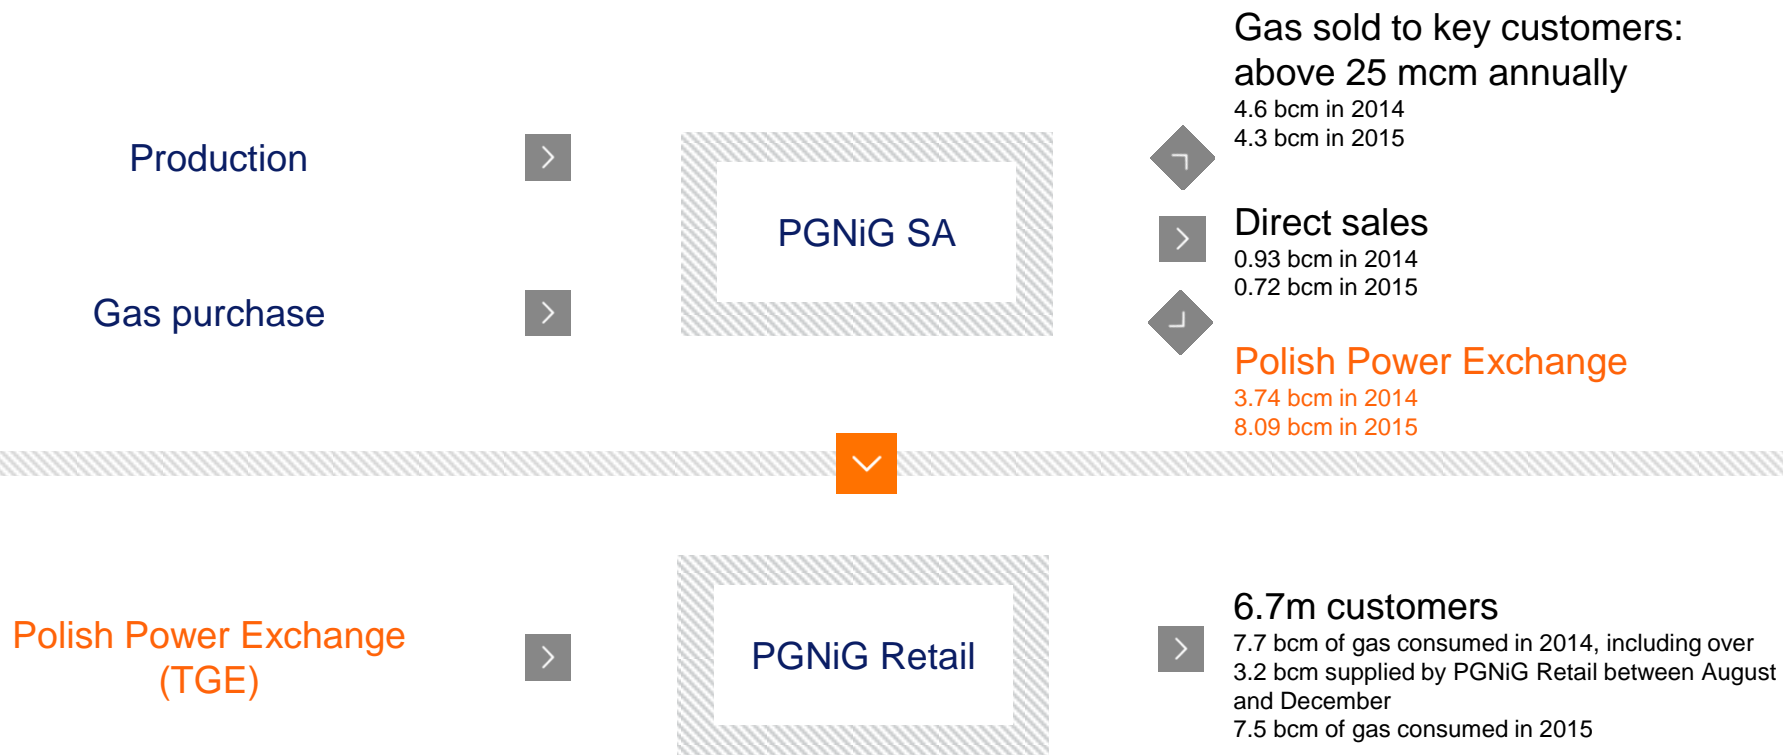 Production
Gas purchase
PGNiG SA
Gas sold to key customers:
above 25 mcm annually
4.6 bcm in 2014
4.3 bcm in 2015
Direct sales
0.93 bcm in 2014
0.72 bcm in 2015
Polish Power Exchange
3.74 bcm in 2014
8.09 bcm in 2015
Polish Power Exchange
(TGE)
PGNiG Retail
6.7m customers
7.7 bcm of gas consumed in 2014, including over
3.2 bcm supplied by PGNiG Retail between August
and December
7.5 bcm of gas consumed in 2015